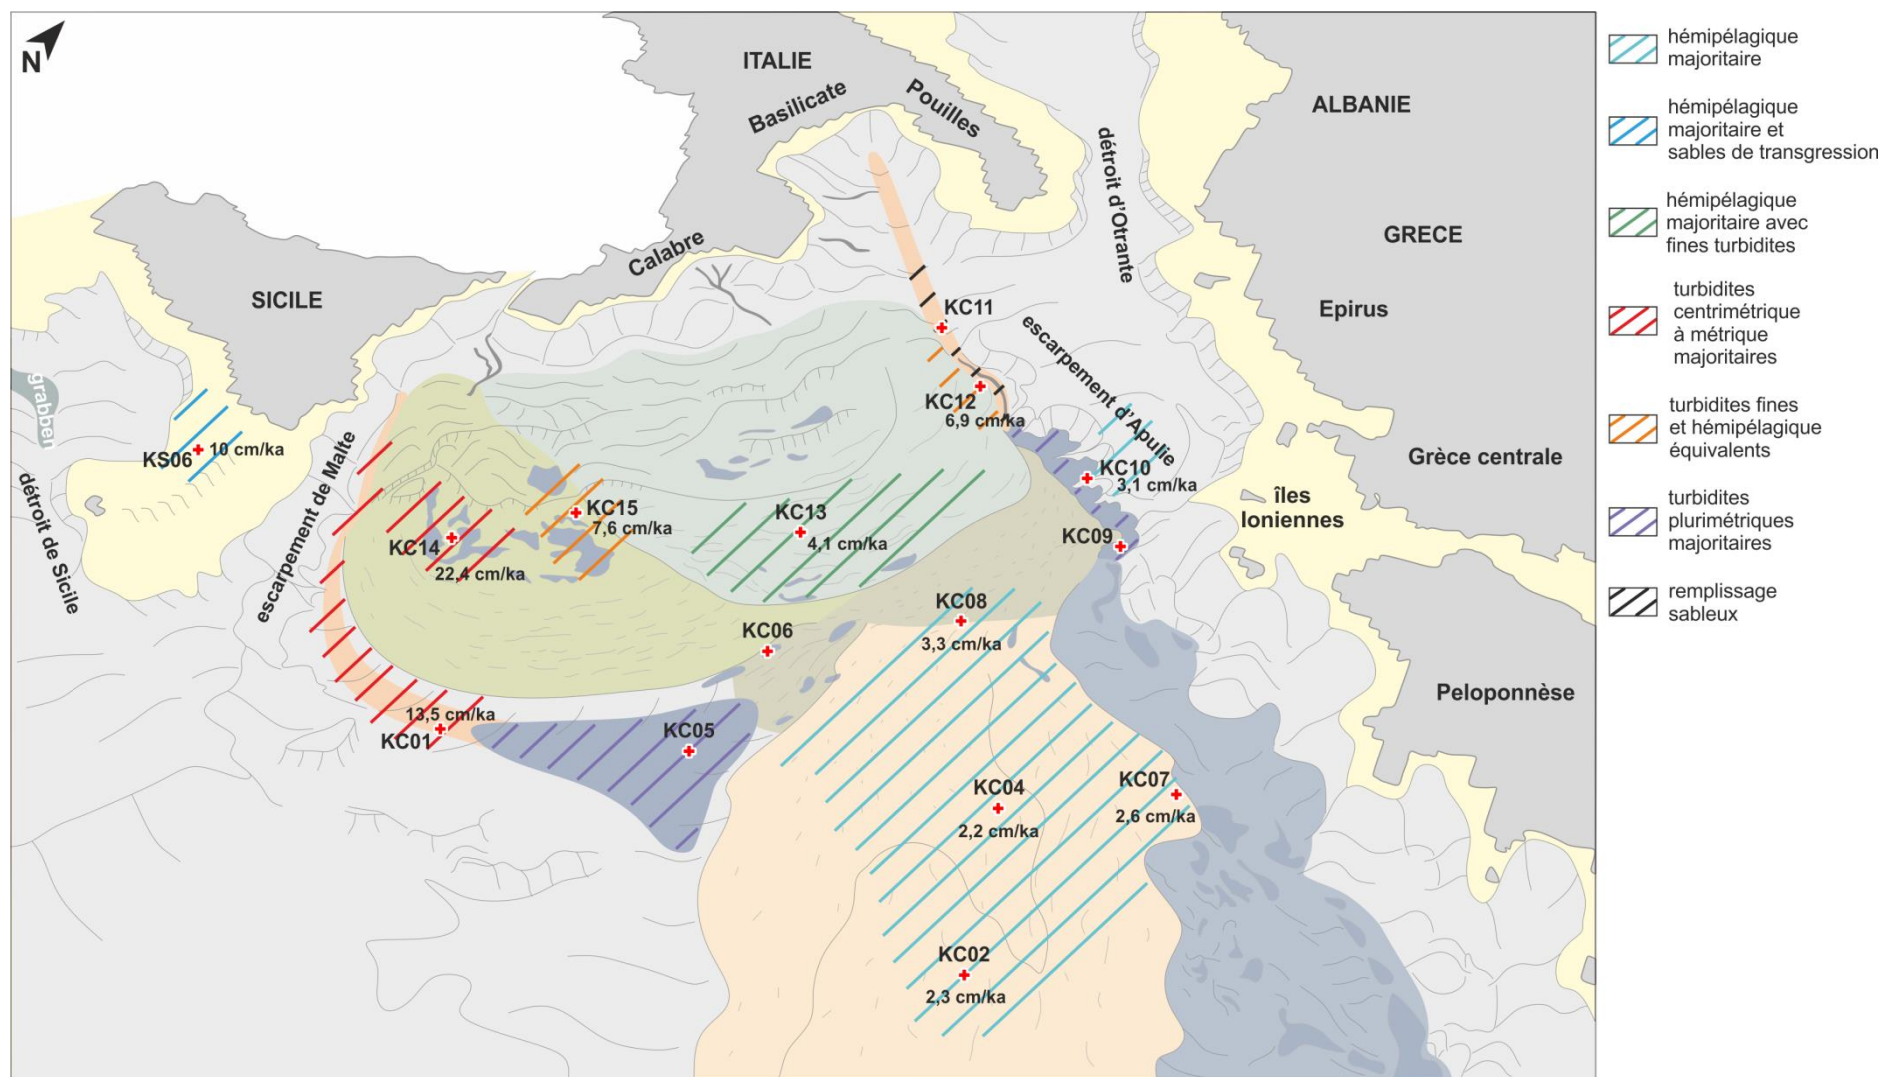 N
ITALIE
Basilicate
Pouilles
ALBANIE
détroit d'Otrante
GRECE
Calabre
SICILE
Epirus
KC11
escarpement d'Apulie
grabben
KC12
6,9 cm/ka
KS06
10 cm/ka
escarpement de Malte
KC10
3,1 cm/ka
Grèce centrale
détroit de Sicile
îles
Ioniennes
KC15
7,6 cm/ka
KC13
4,1 cm/ka
KC14
22,4 cm/ka
KC09
KC08
3,3 cm/ka
KC06
Peloponnèse
13,5 cm/ka
KC01
KC05
KC04
2,2 cm/ka
KC07
2,6 cm/ka
KC02
2,3 cm/ka
hémipélagique
majoritaire
hémipélagique
majoritaire et
sables de transgression
hémipélagique
majoritaire avec
fines turbidites
turbidites
centrimétrique
à métrique
majoritaires
turbidites fines
et hémipélagique
équivalents
turbidites
plurimétriques
majoritaires
remplissage
sableux